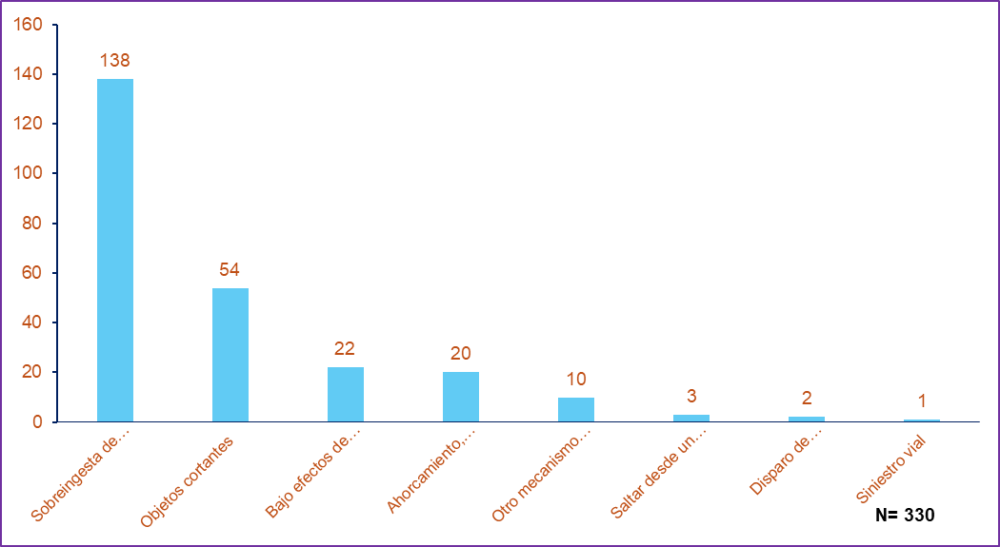 160
140
120
100
80
60
40
20
0
138
54
22
20
10
3
2
1
Sobreingesta de…
Objetos cortantes
Bajo efectos de…
Ahorcamiento,…
Otro mecanismo…
Saltar desde un…
Disparo de…
Siniestro vial
N= 330